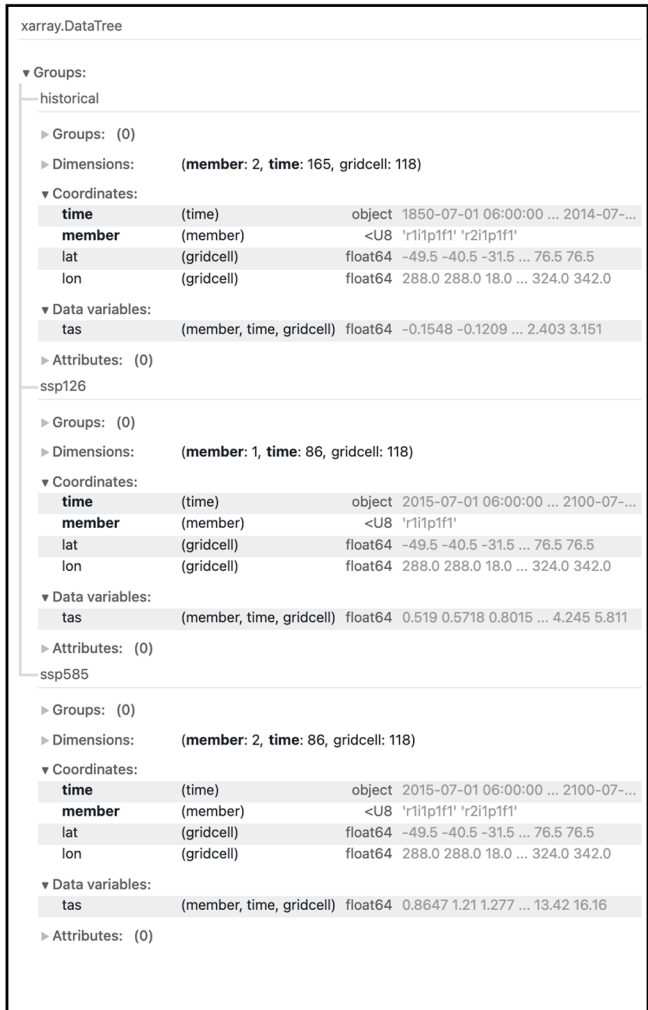 xarray.DataTree
▼ Groups:
historical
► Groups: (0)
► Dimensions: (member: 2, time: 165, gridcell: 118)
▼ Coordinates:
time (time) object 1850-07-01 06:00:00 ... 2014-07-...
member (member) <U8 'r1i1p1f1' 'r2i1p1f1'
lat (gridcell) float64 -49.5 -40.5 -31.5 ... 76.5 76.5
lon (gridcell) float64 288.0 288.0 18.0 ... 324.0 342.0
▼ Data variables:
tas (member, time, gridcell) float64 -0.1548 -0.1209 ... 2.403 3.151
► Attributes: (0)
ssp126
► Groups: (0)
► Dimensions: (member: 1, time: 86, gridcell: 118)
▼ Coordinates:
time (time) object 2015-07-01 06:00:00 ... 2100-07-...
member (member) <U8 'r1i1p1f1'
lat (gridcell) float64 -49.5 -40.5 -31.5 ... 76.5 76.5
lon (gridcell) float64 288.0 288.0 18.0 ... 324.0 342.0
▼ Data variables:
tas (member, time, gridcell) float64 0.519 0.5718 0.8015 ... 4.245 5.811
► Attributes: (0)
ssp585
► Groups: (0)
► Dimensions: (member: 2, time: 86, gridcell: 118)
▼ Coordinates:
time (time) object 2015-07-01 06:00:00 ... 2100-07-...
member (member) <U8 'r1i1p1f1' 'r2i1p1f1'
lat (gridcell) float64 -49.5 -40.5 -31.5 ... 76.5 76.5
lon (gridcell) float64 288.0 288.0 18.0 ... 324.0 342.0
▼ Data variables:
tas (member, time, gridcell) float64 0.8647 1.21 1.277 ... 13.42 16.16
► Attributes: (0)